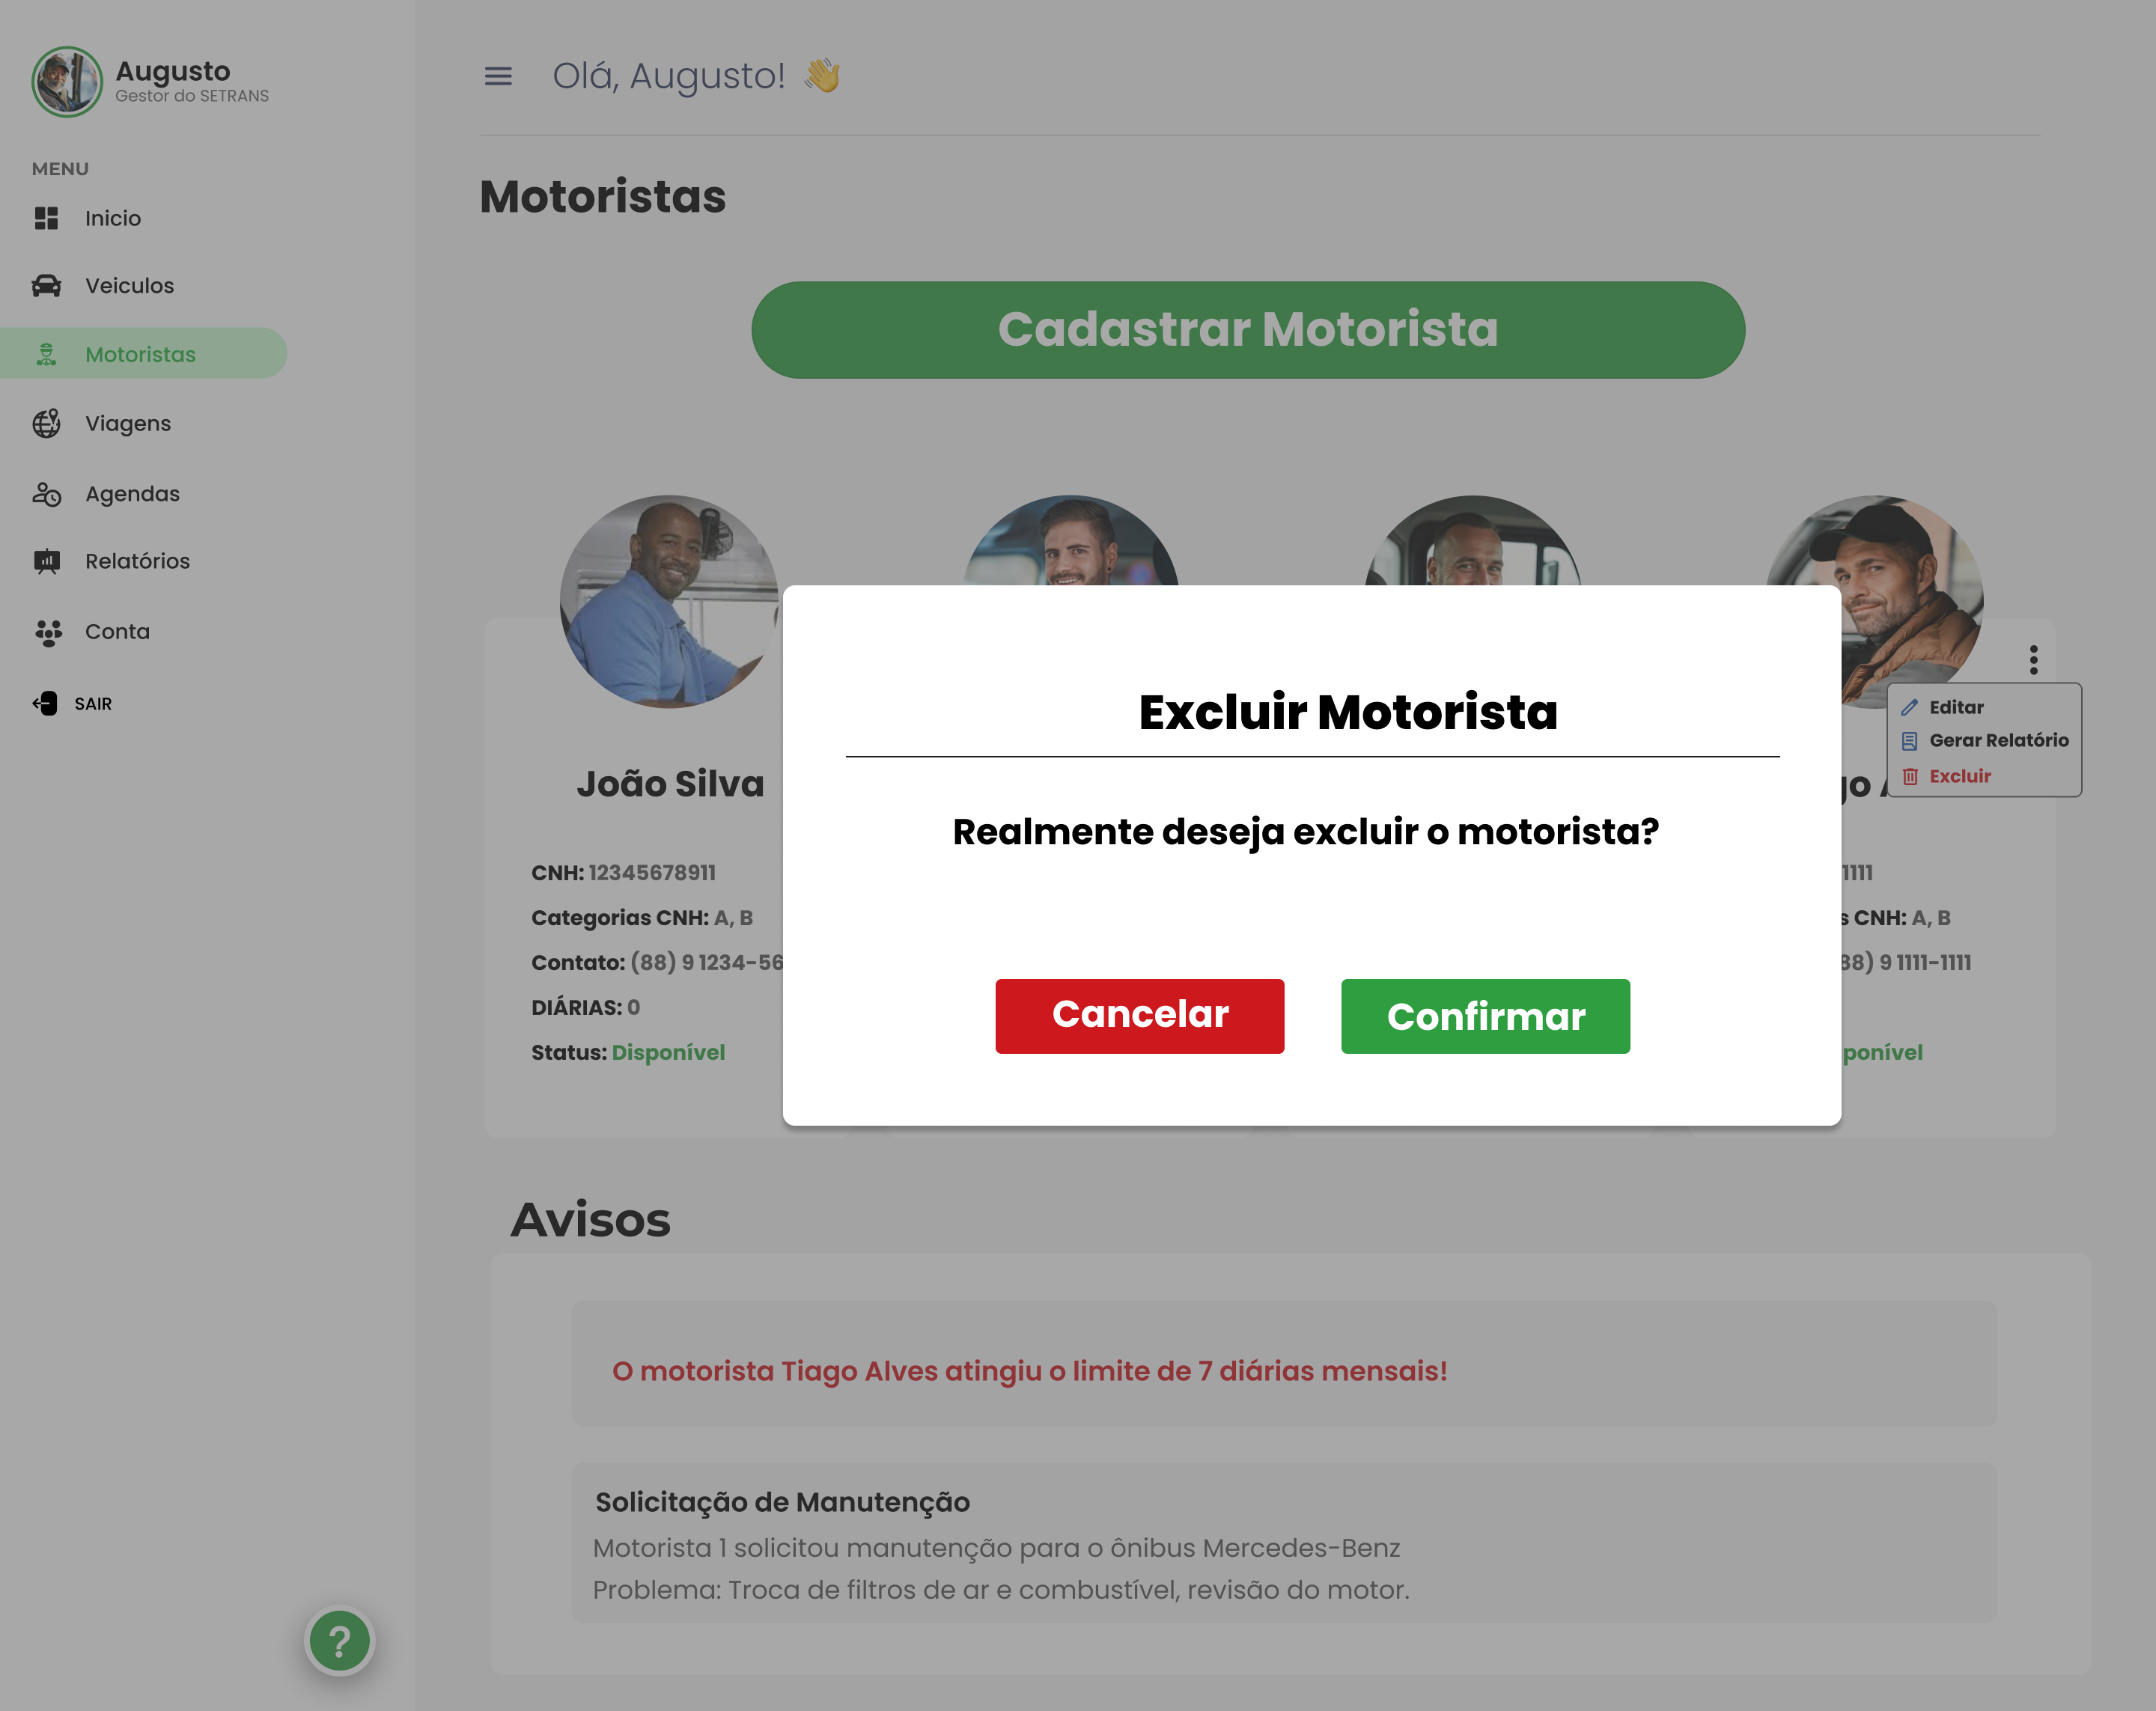 Augusto
Gestor do SETRANS
MENU
Inicio
Veiculos
Motoristas
Viagens
Agendas
Relatórios
Conta
SAIR
?
Olá, Augusto! 👋
Motoristas
Cadastrar Motorista
Editar
Gerar Relatório
Excluir
João Silva
CNH: 12345678911
Categorias CNH: A, B
Contato: (88) 9 1234-56
DIÁRIAS: 0
Status: Disponível
Excluir Motorista
Realmente deseja excluir o motorista?
Cancelar
Confirmar
go
1111
s CNH: A, B
88) 9 1111-1111
ponível
Avisos
O motorista Tiago Alves atingiu o limite de 7 diárias mensais!
Solicitação de Manutenção
Motorista 1 solicitou manutenção para o ônibus Mercedes-Benz
Problema: Troca de filtros de ar e combustível, revisão do motor.